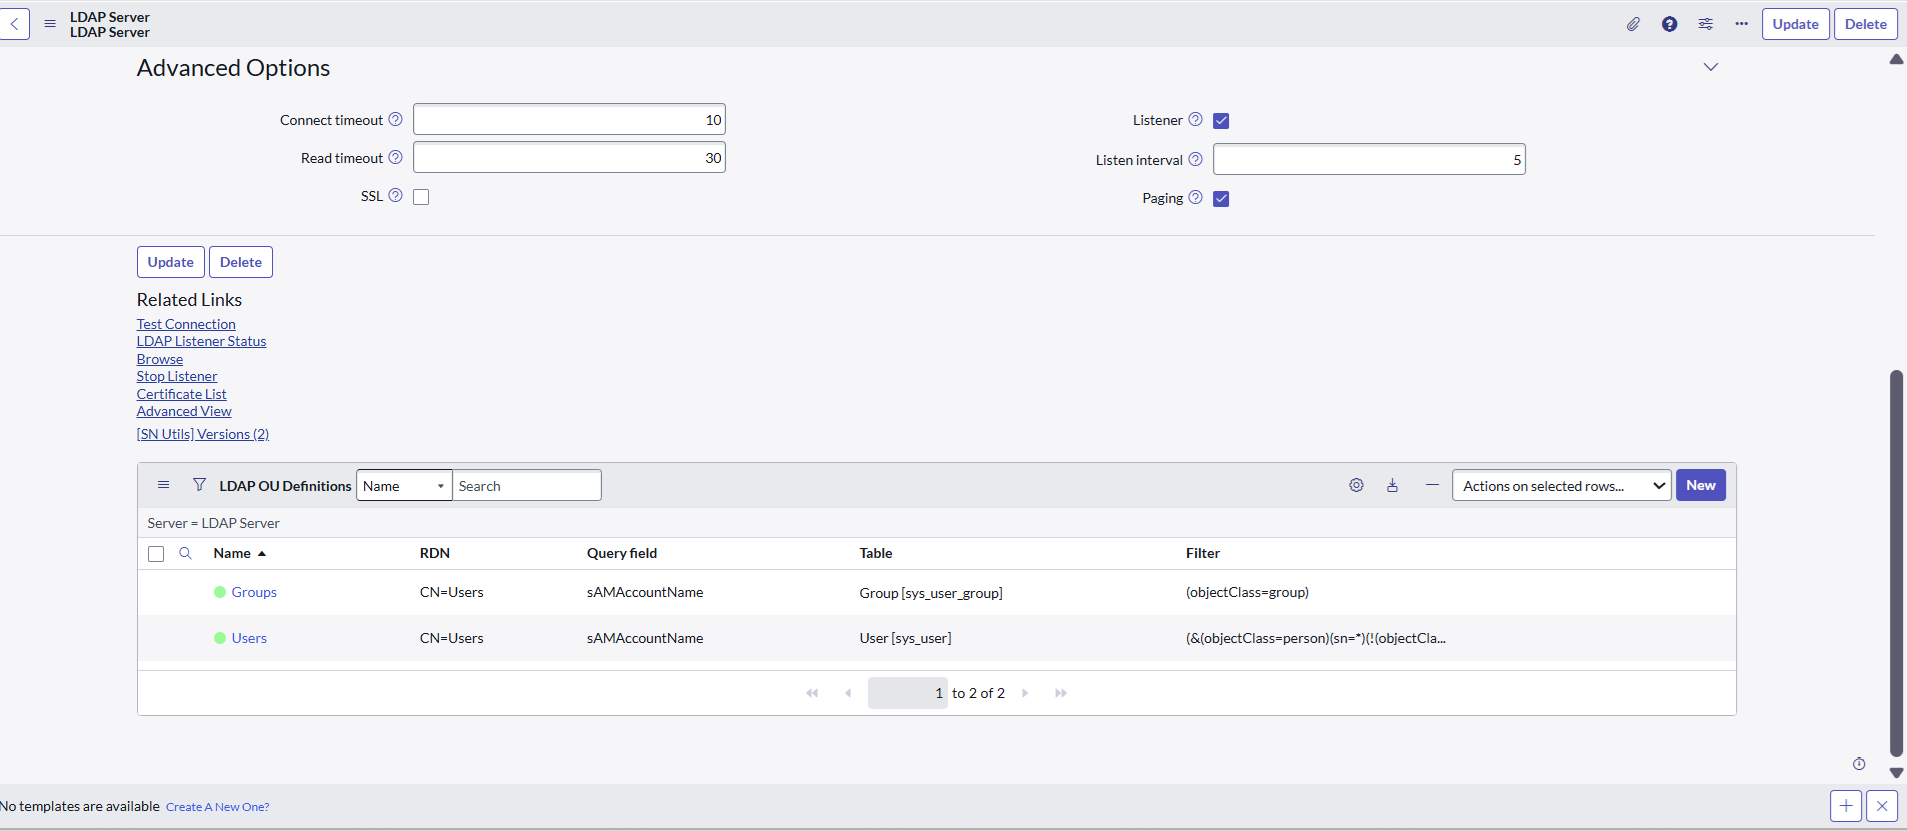 LDAP Server
LDAP Server
Update Delete
Advanced Options
Connect timeout 10
Listener
Read timeout 30
Listen interval 5
SSL
Paging
Update Delete
Related Links
Test Connection
LDAP Listener Status
Browse
Stop Listener
Certificate List
Advanced View
[SN Utils] Versions (2)
LDAP OU Definitions Name Search Actions on selected rows... New
Server = LDAP Server
Name RDN Query field Table Filter
Groups CN=Users sAMAccountName Group [sys_user_group] (objectClass=group)
Users CN=Users sAMAccountName User [sys_user] (&(objectClass=person)(sn=*)(!(objectCla...
1 to 2 of 2
No templates are available Create A New One?